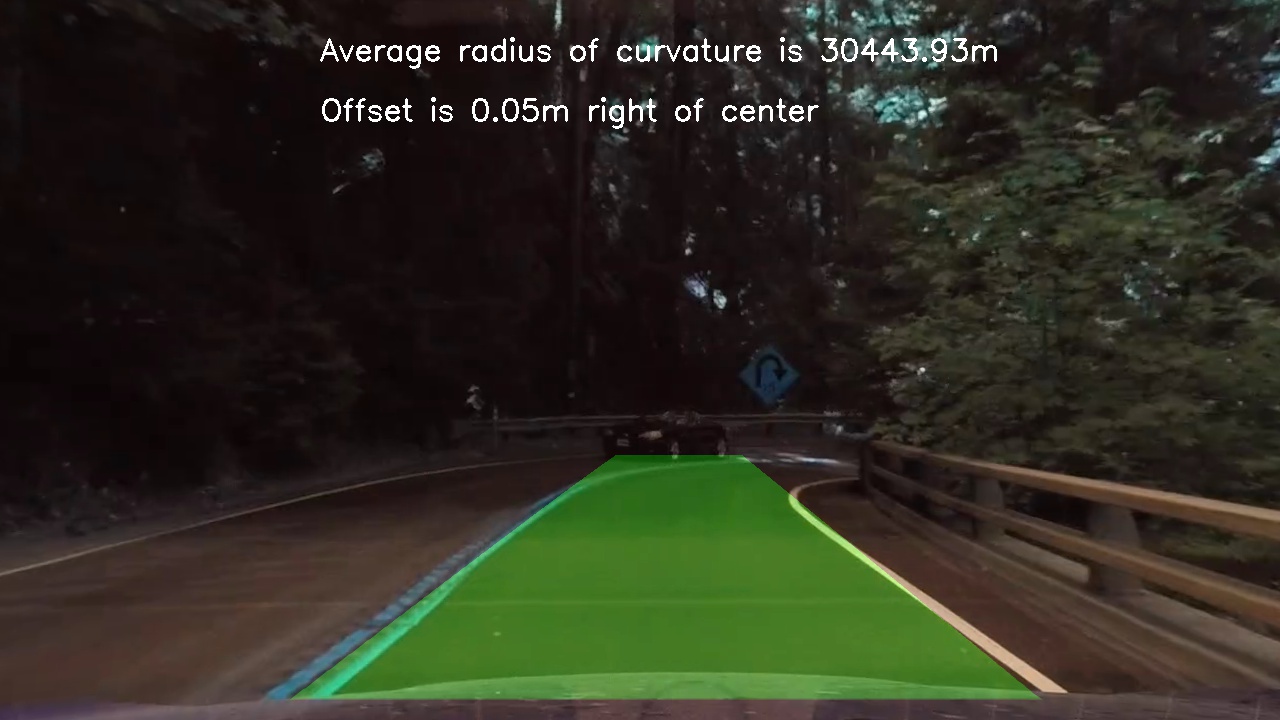 Average radius of curvature is 30443.93m
Offset is 0.05m right of center